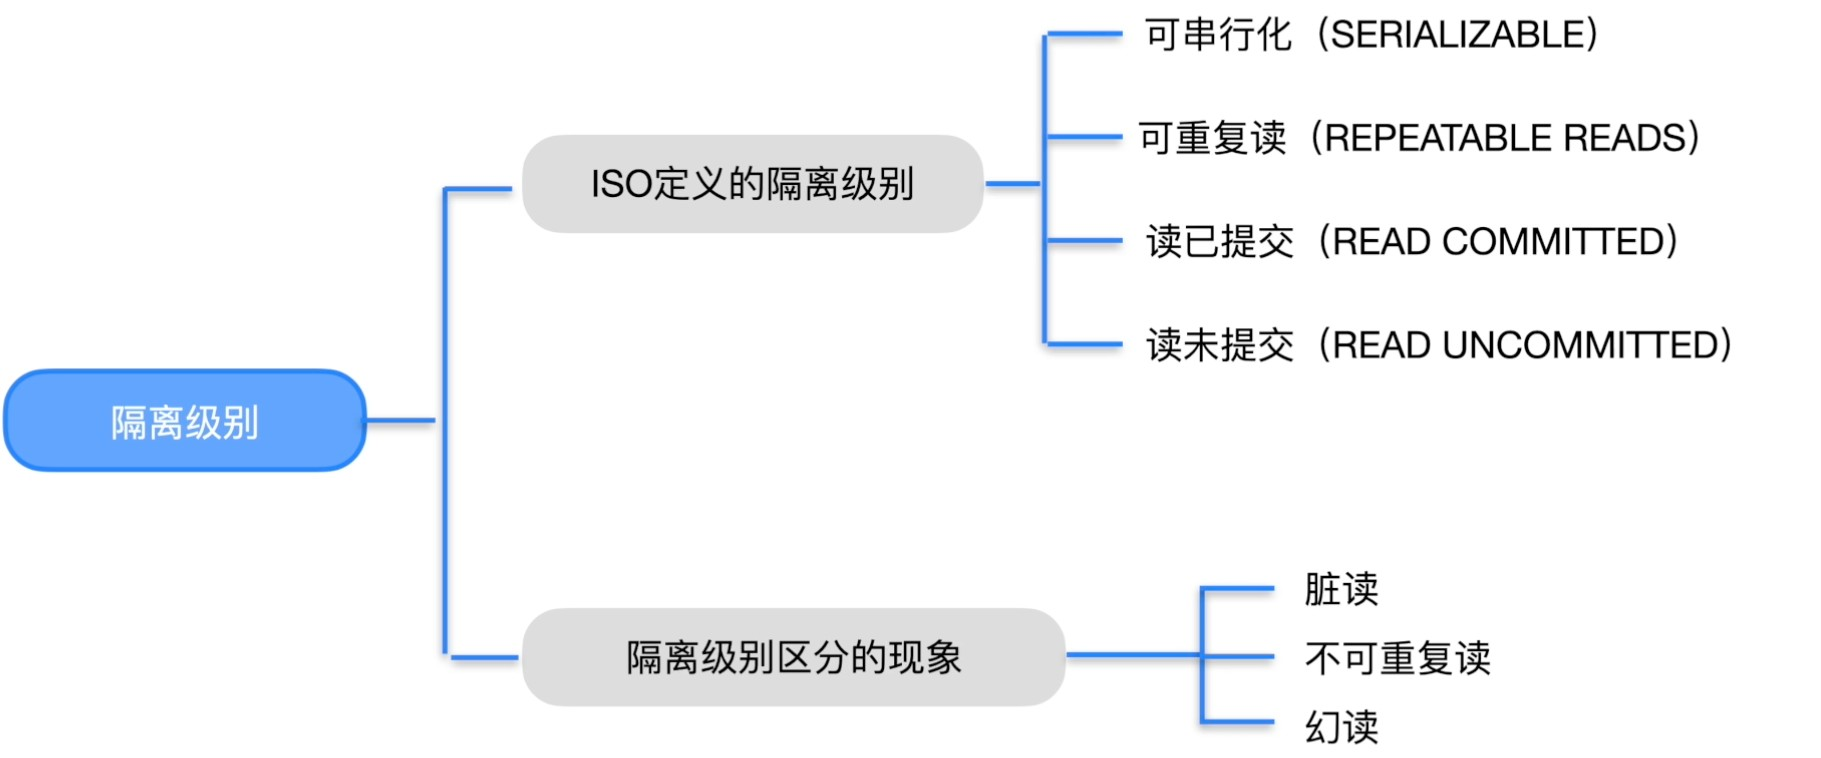 隔离级别
ISO定义的隔离级别
可串行化（SERIALIZABLE）
可重复读（REPEATABLE READS）
读已提交（READ COMMITTED）
读未提交（READ UNCOMMITTED）
隔离级别区分的现象
脏读
不可重复读
幻读